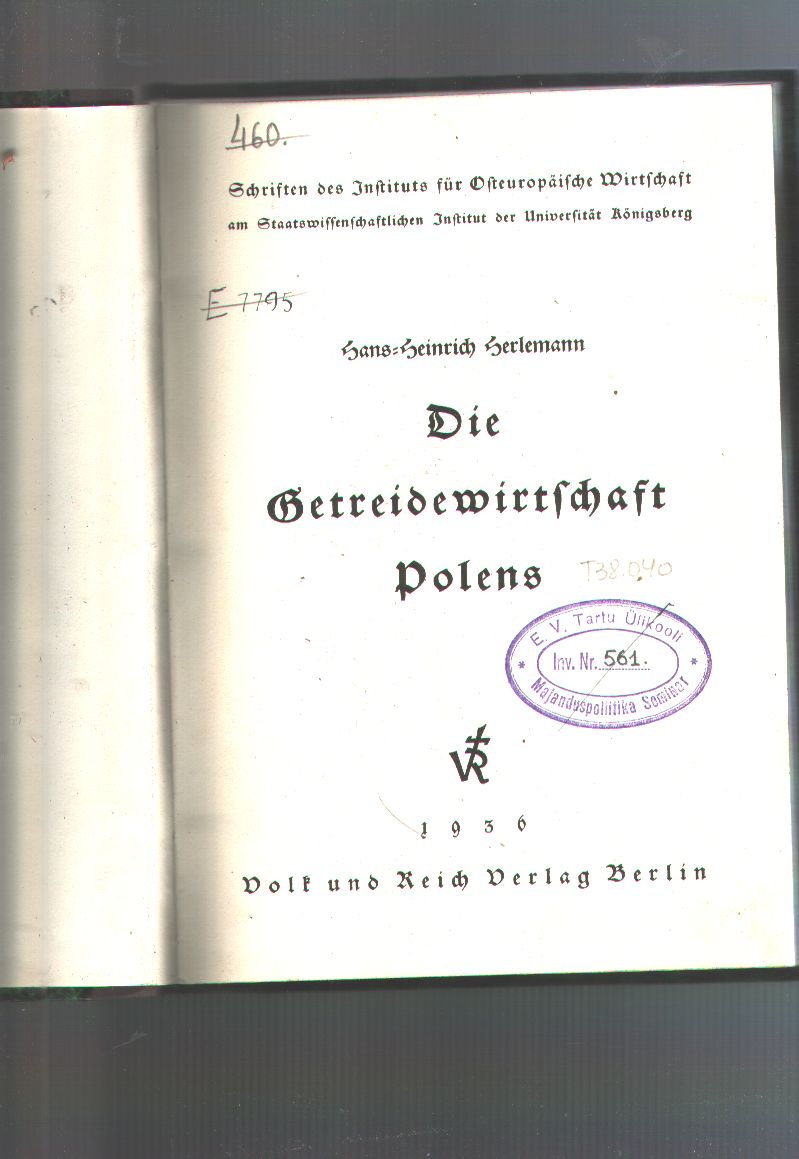 460.
Schriften des Instituts für Osteuropäische Wirtschaft
am Staatswissenschaftlichen Institut der Universität Königsberg
E 7795
Hans-Heinrich Herlemann
Die
Getreidewirtschaft
Polens
T38.040
E. V. Tartu Ülikooli
Inv. Nr. 561.
Majanduspoliitika Seminar
VR
1936
Volk und Reich Verlag Berlin